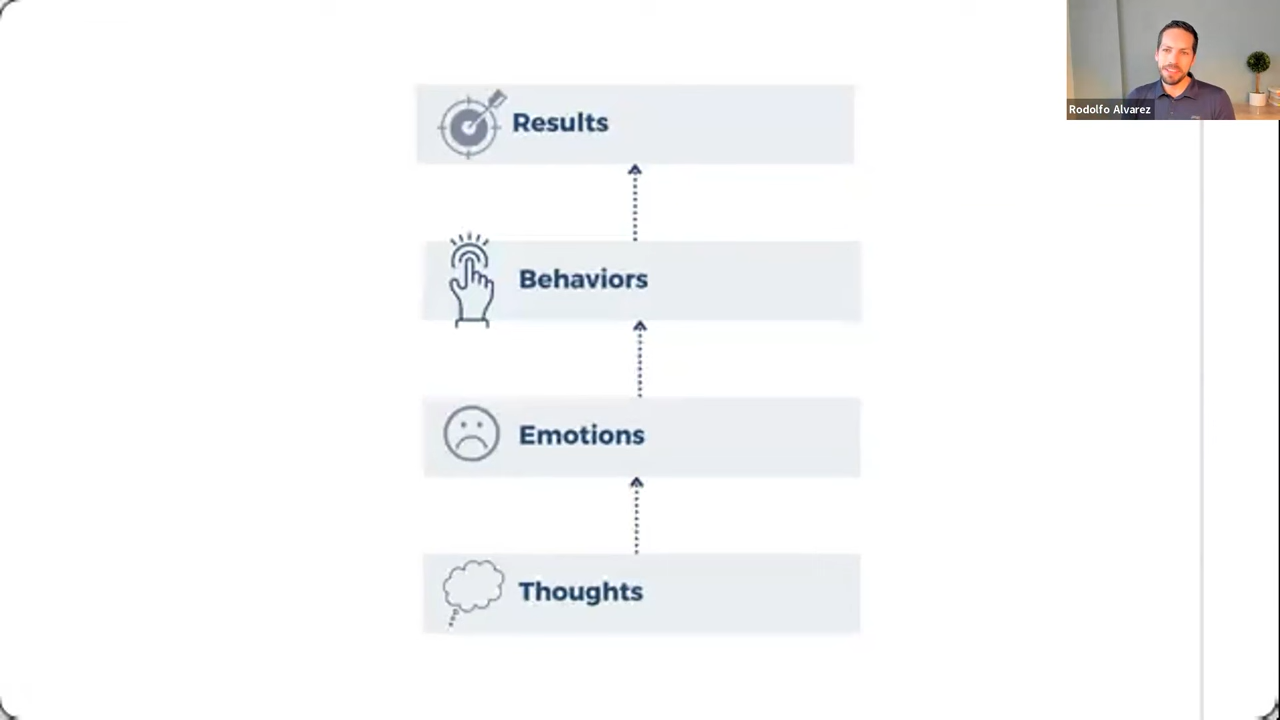 Rodolfo Alvarez
Results
Behaviors
Emotions
Thoughts